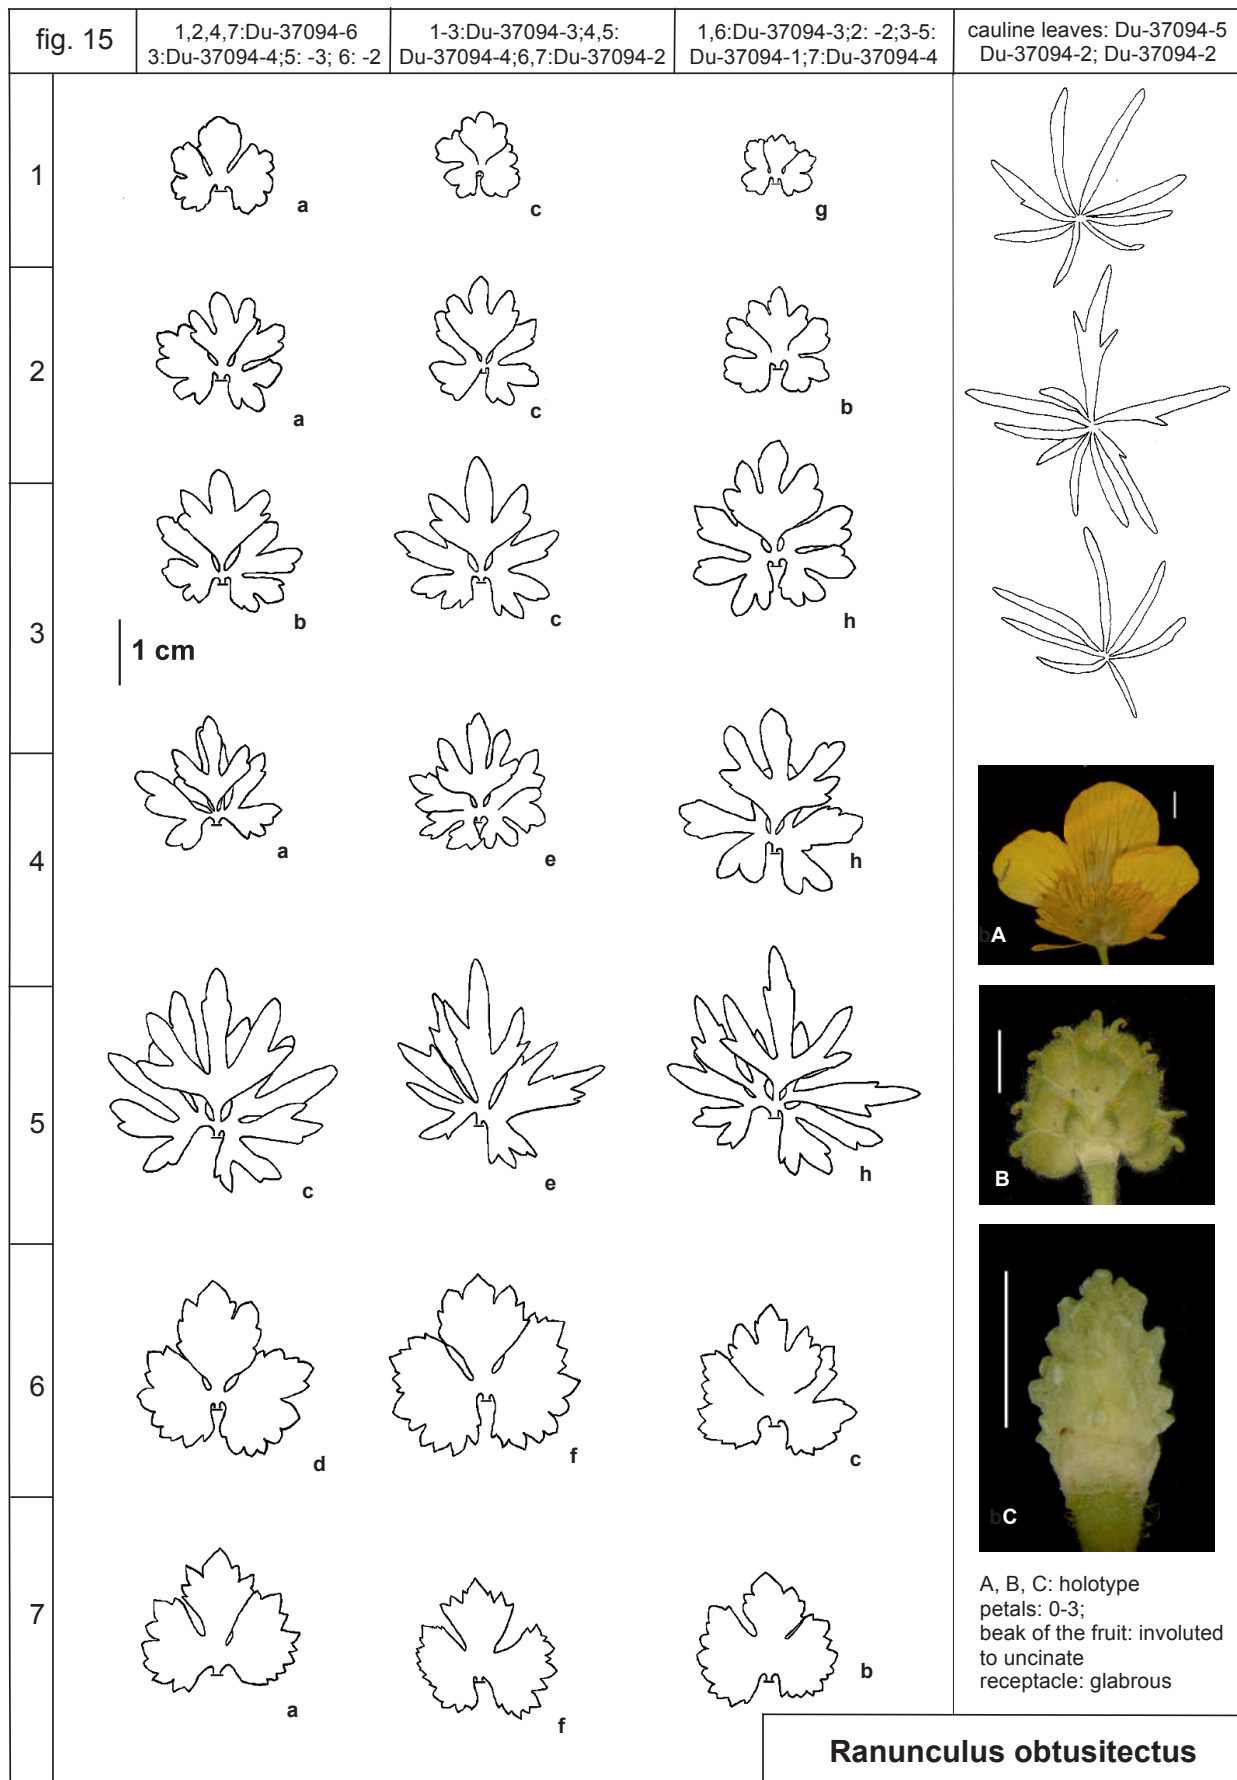 fig. 15
1,2,4,7:Du-37094-6
3:Du-37094-4;5: -3; 6: -2
1-3:Du-37094-3;4,5:
Du-37094-4;6,7:Du-37094-2
1,6:Du-37094-3;2: -2;3-5:
Du-37094-1;7:Du-37094-4
cauline leaves: Du-37094-5
Du-37094-2; Du-37094-2
1
a
c
g
2
a
c
b
3
b
c
h
1 cm
4
a
e
h
5
c
e
h
6
d
f
c
7
a
f
b
bA
B
bC
A, B, C: holotype
petals: 0-3;
beak of the fruit: involuted
to uncinate
receptacle: glabrous
Ranunculus obtusitectus